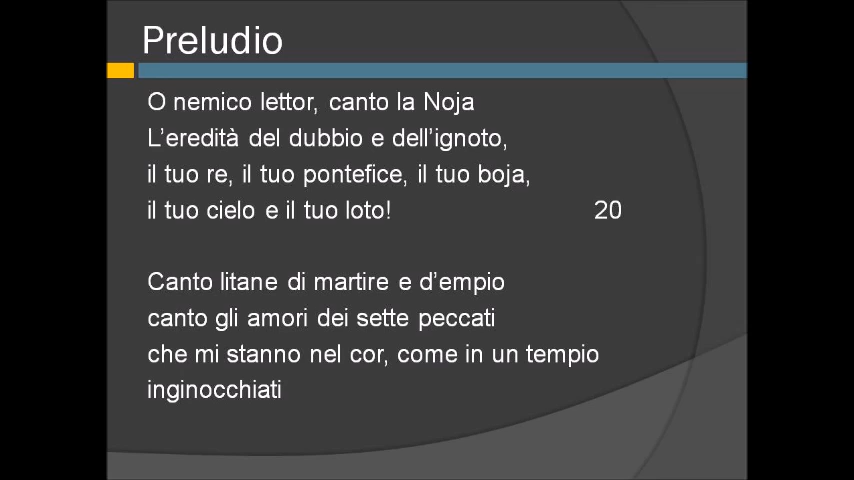 Preludio
O nemico lettor, canto la Noja
L'eredità del dubbio e dell'ignoto,
il tuo re, il tuo pontefice, il tuo boja,
il tuo cielo e il tuo loto! 20
Canto litane di martire e d'empio
canto gli amori dei sette peccati
che mi stanno nel cor, come in un tempio
inginocchiati